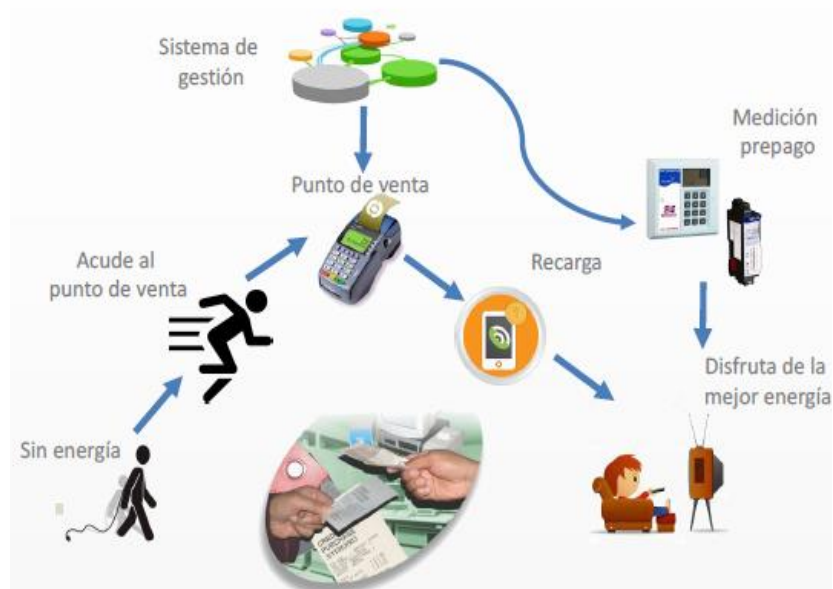 Sistema de
gestión
Medición
prepago
Punto de venta
Acude al
punto de venta
Recarga
Disfruta de la
mejor energía
Sin energía